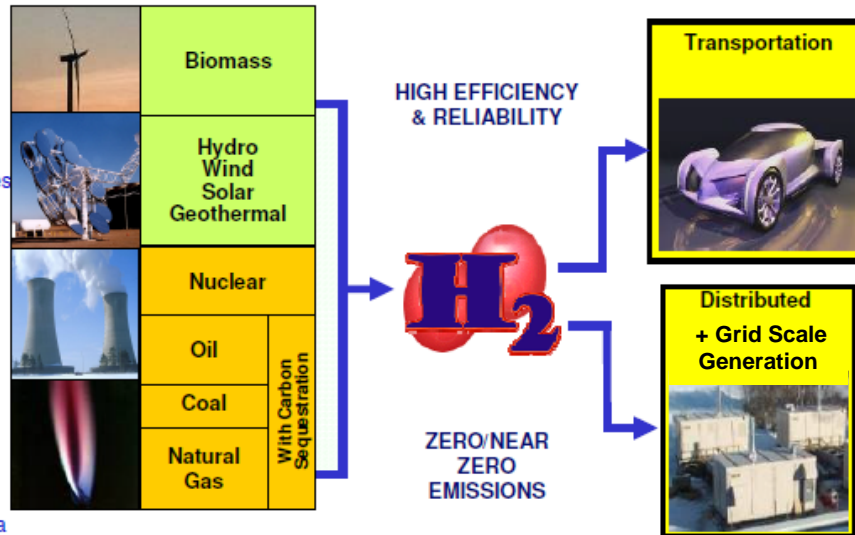 Biomass
Hydro
Wind
Solar
Geothermal
Nuclear
Oil
Coal
Natural
Gas
With Carbon
Sequestration
HIGH EFFICIENCY
& RELIABILITY
H2
ZERO/NEAR
ZERO
EMISSIONS
Transportation
Distributed
+ Grid Scale
Generation